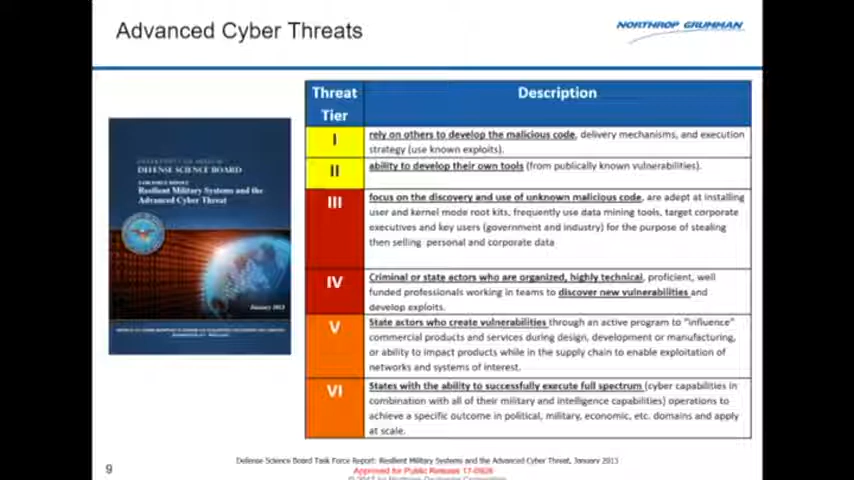 Advanced Cyber Threats
NORTHROP GRUMMAN
DEFENSE SCIENCE BOARD
Resilient Military Systems and the
Advanced Cyber Threat
January 2013
Threat
Tier
Description
I
rely on others to develop the malicious code, delivery mechanisms, and execution
strategy (use known exploits).
II
ability to develop their own tools (from publically known vulnerabilities).
III
focus on the discovery and use of unknown malicious code, are adept at installing
user and kernel mode root kits, frequently use data mining tools, target corporate
executives and key users (government and industry) for the purpose of stealing
then selling personal and corporate data
IV
Criminal or state actors who are organized, highly technical, proficient, well
funded professionals working in teams to discover new vulnerabilities and
develop exploits.
V
State actors who create vulnerabilities through an active program to "influence"
commercial products and services during design, development or manufacturing,
or ability to impact products while in the supply chain to enable exploitation of
networks and systems of interest.
VI
States with the ability to successfully execute full spectrum (cyber capabilities in
combination with all of their military and intelligence capabilities) operations to
achieve a specific outcome in political, military, economic, etc. domains and apply
at scale.
9
Defense Science Board Task Force Report: Resilient Military Systems and the Advanced Cyber Threat, January 2013
Approved for Public Release 17-0926